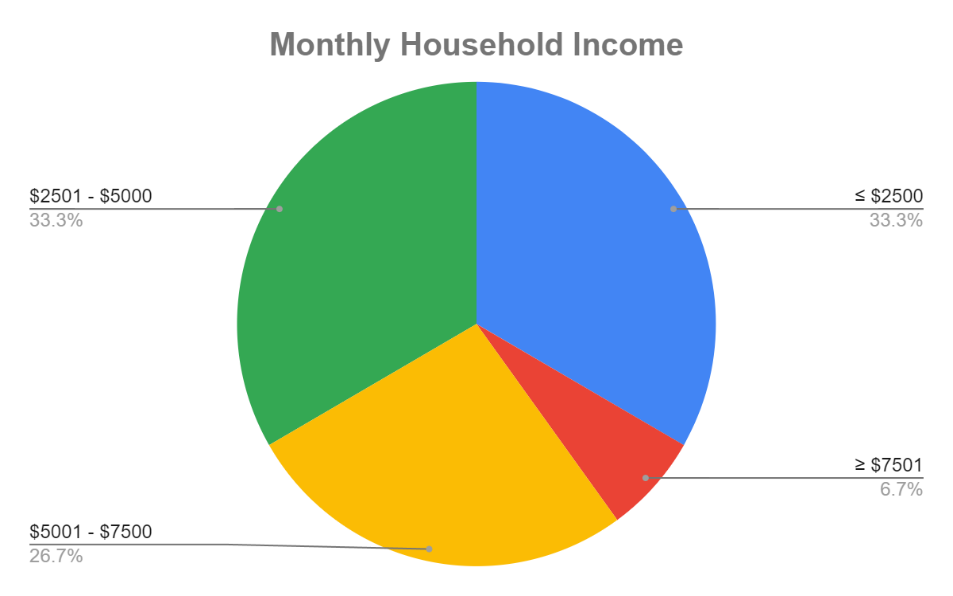 Monthly Household Income
$2501 - $5000
33.3%
≤ $2500
33.3%
≥ $7501
6.7%
$5001 - $7500
26.7%